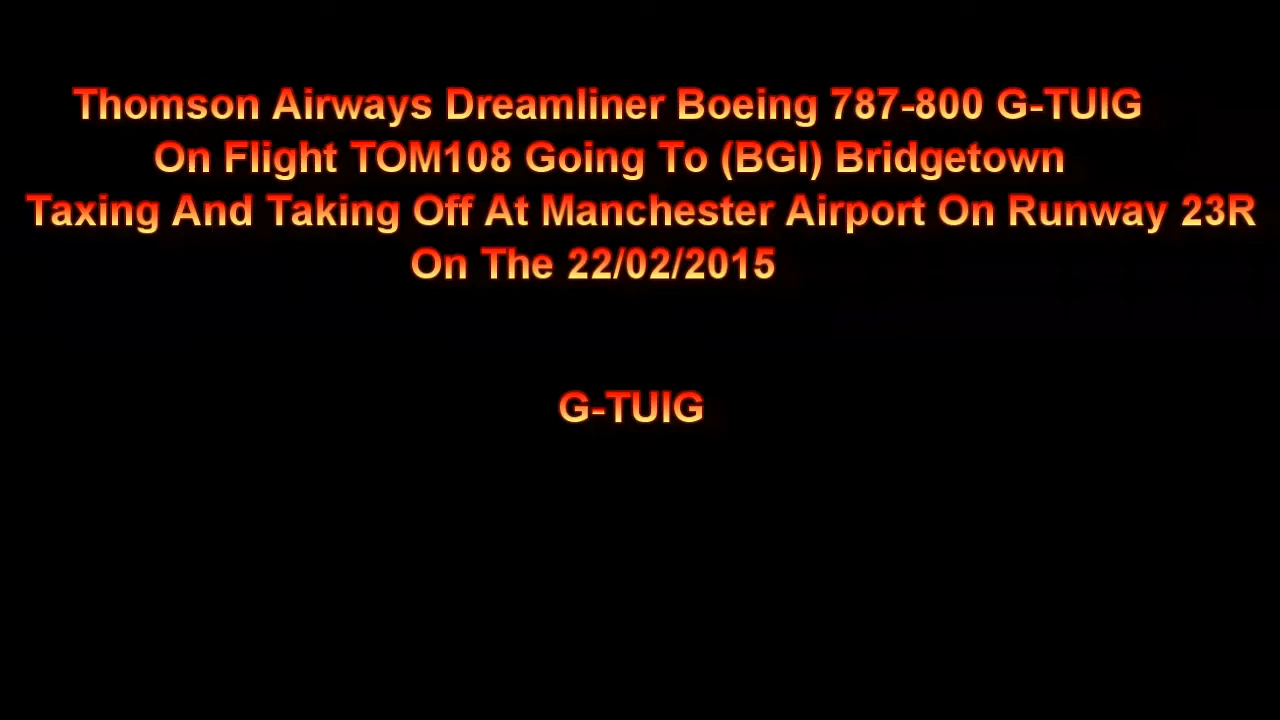 Thomson Airways Dreamliner Boeing 787-800 G-TUIG
On Flight TOM108 Going To (BGI) Bridgetown
Taxing And Taking Off At Manchester Airport On Runway 23R
On The 22/02/2015
G-TUIG